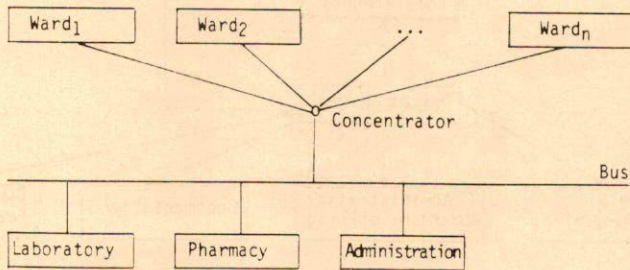 Ward1 Ward2 ... Wardn
Concentrator
Bus
Laboratory Pharmacy Administration